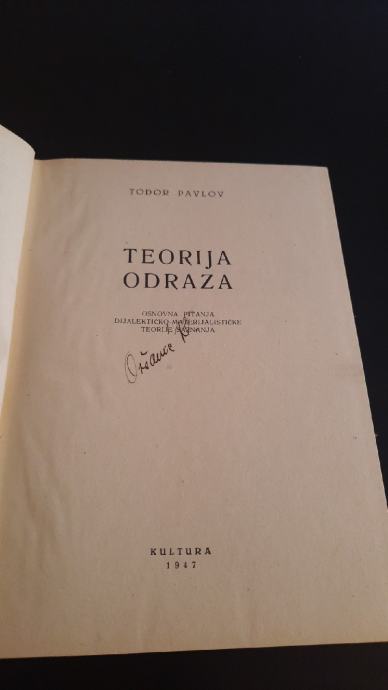 TODOR PAVLOV
TEORIJA
ODRAZA
OSNOVNA PITANJA
DIJALEKTIČKO-MATERIJALISTIČKE
TEORIJE SAZNANJA
KULTURA
1947